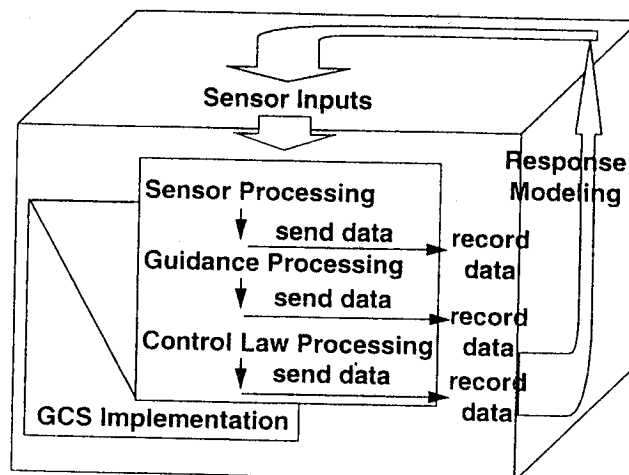 Sensor Inputs
Response
Modeling
Sensor Processing
send data
record
data
Guidance Processing
send data
record
data
Control Law Processing
send data
record
data
GCS Implementation